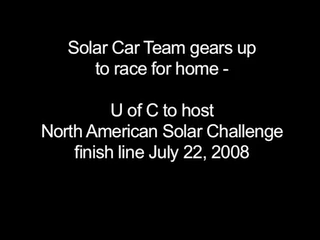 Solar Car Team gears up
to race for home -
U of C to host
North American Solar Challenge
finish line July 22, 2008